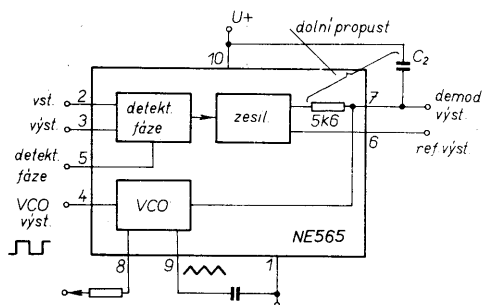 U+
dolní propust
10
C2
vst.
2
detekt.
fáze
zesil.
7
demod
výst.
výst.
3
5k6
6
ref výst.
detekt.
fáze
5
VCO
výst.
4
VCO
NE565
8
9
1